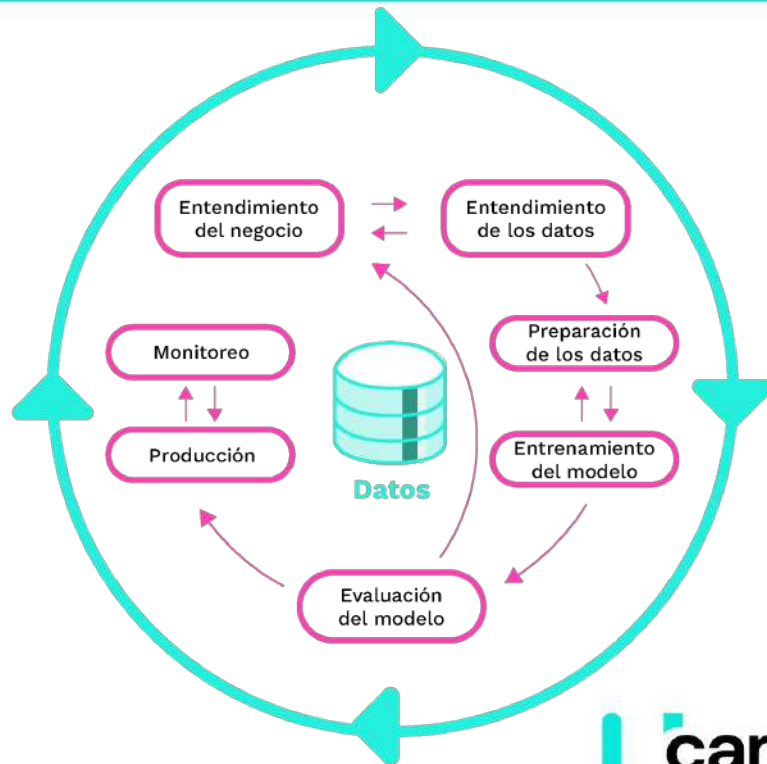 Entendimiento
del negocio
Entendimiento
de los datos
Preparación
de los datos
Monitoreo
Producción
Entrenamiento
del modelo
Datos
Evaluación
del modelo